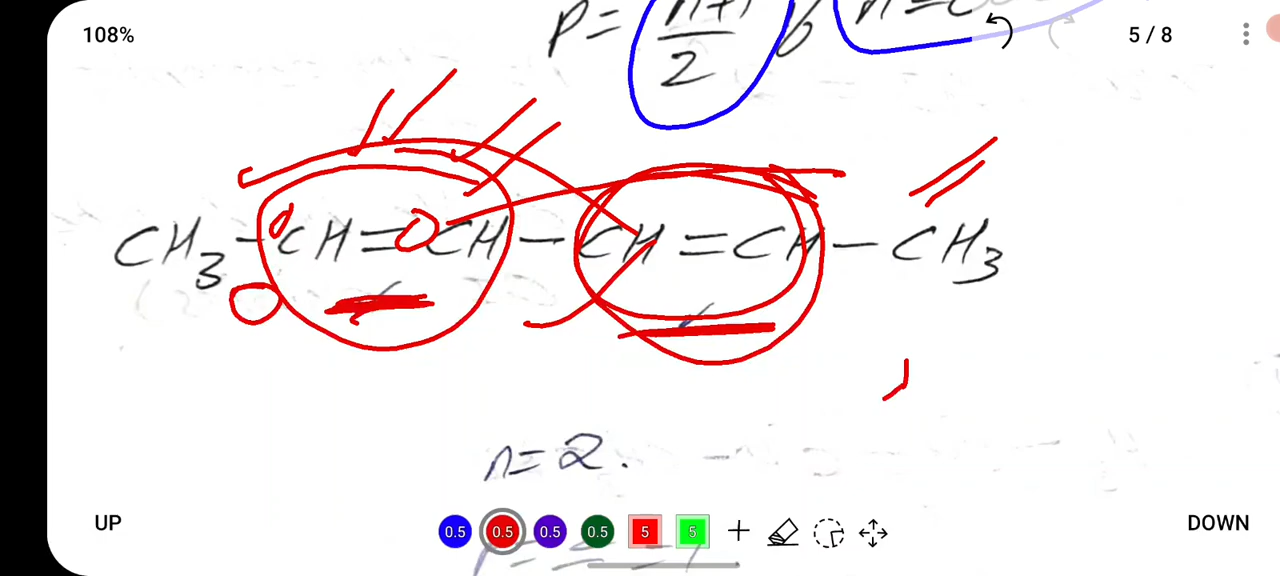 108%
5 / 8
P = n+1
2
CH3 - CH = CH - CH = CH - CH3
n = 2.
0.5 0.5 0.5 0.5 5 5
UP
DOWN